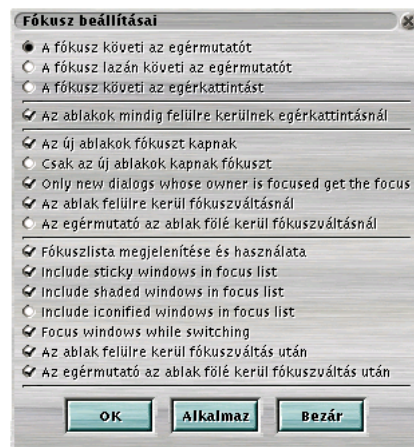 Fókusz beállításai
A fókusz követi az egérmutatót
A fókusz lazán követi az egérmutatót
A fókusz követi az egérkattintást
Az ablakok mindig felülre kerülnek egérkattintásnál
Az új ablakok fókuszt kapnak
Csak az új ablakok kapnak fókuszt
Only new dialogs whose owner is focused get the focus
Az ablak felülre kerül fókuszváltásnál
Az egérmutató az ablak fölé kerül fókuszváltásnál
Fókuszlista megjelenítése és használata
Include sticky windows in focus list
Include shaded windows in focus list
Include iconified windows in focus list
Focus windows while switching
Az ablak felülre kerül fókuszváltás után
Az egérmutató az ablak fölé kerül fókuszváltás után
OK Alkalmaz Bezár